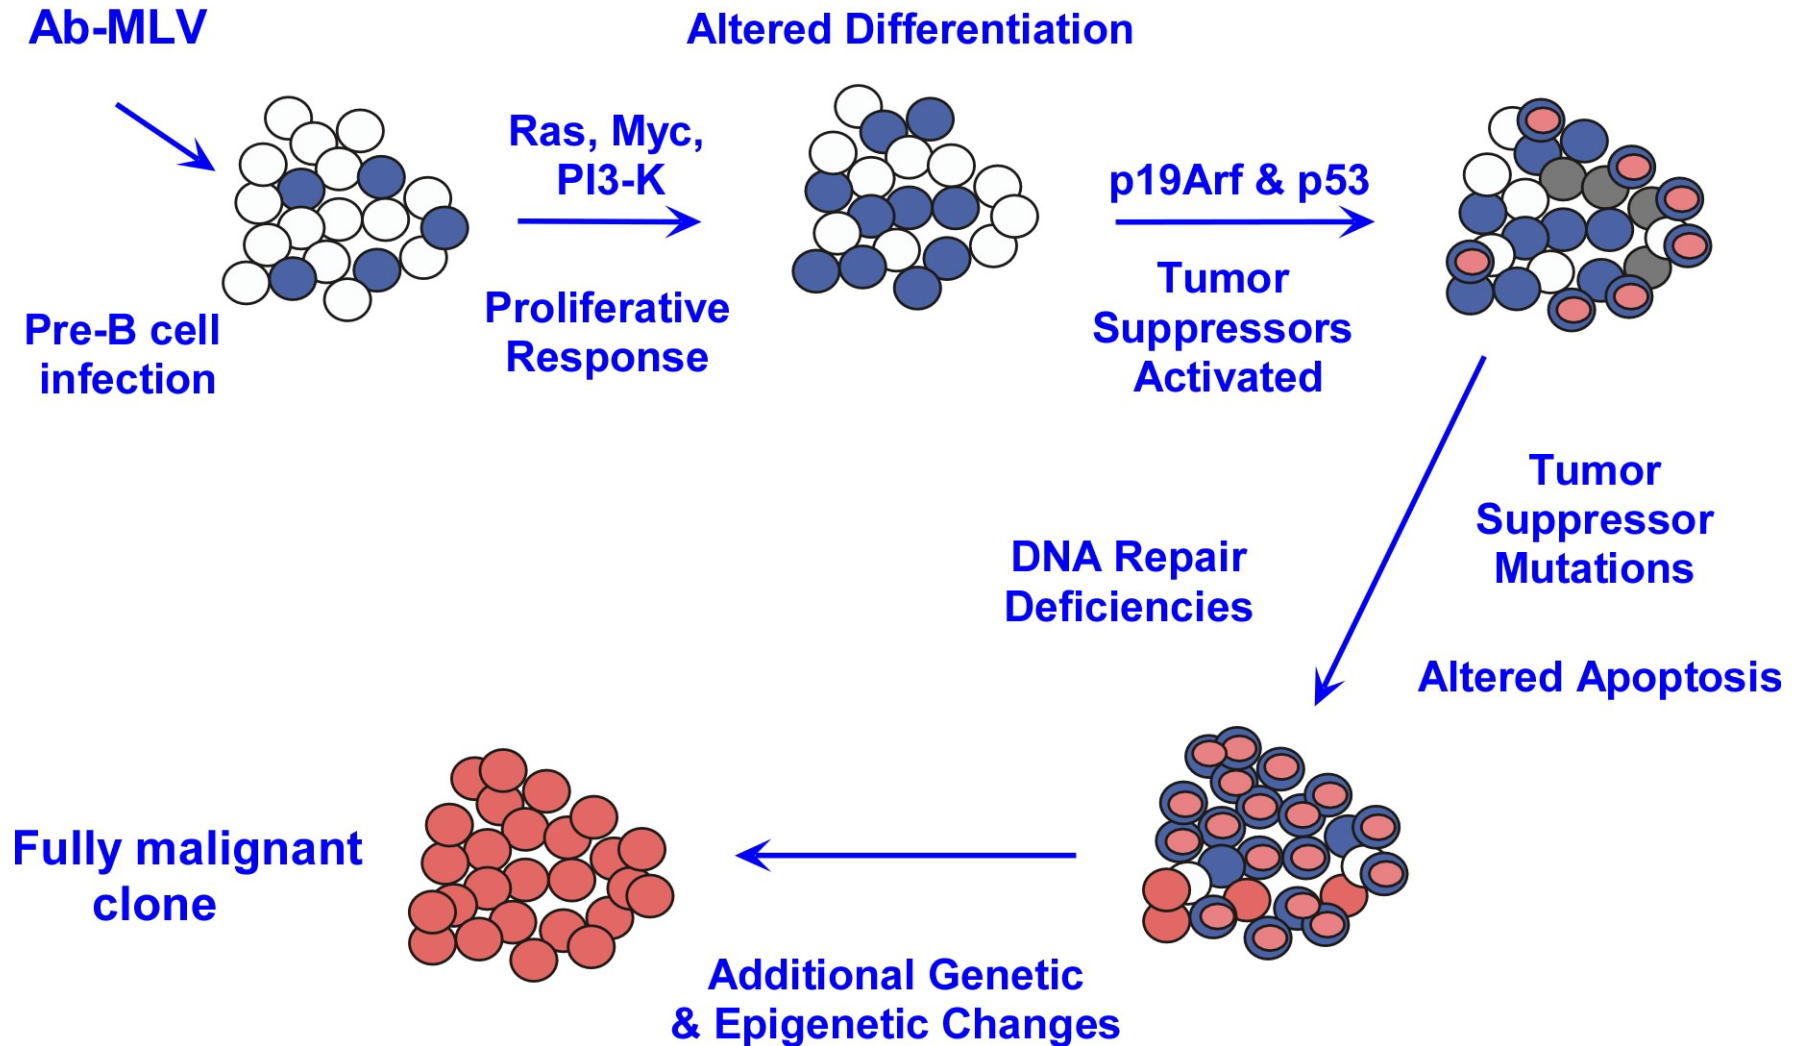 Ab-MLV
Altered Differentiation
Ras, Myc,
PI3-K
p19Arf & p53
Pre-B cell
infection
Proliferative
Response
Tumor
Suppressors
Activated
Tumor
Suppressor
Mutations
DNA Repair
Deficiencies
Altered Apoptosis
Fully malignant
clone
Additional Genetic
& Epigenetic Changes